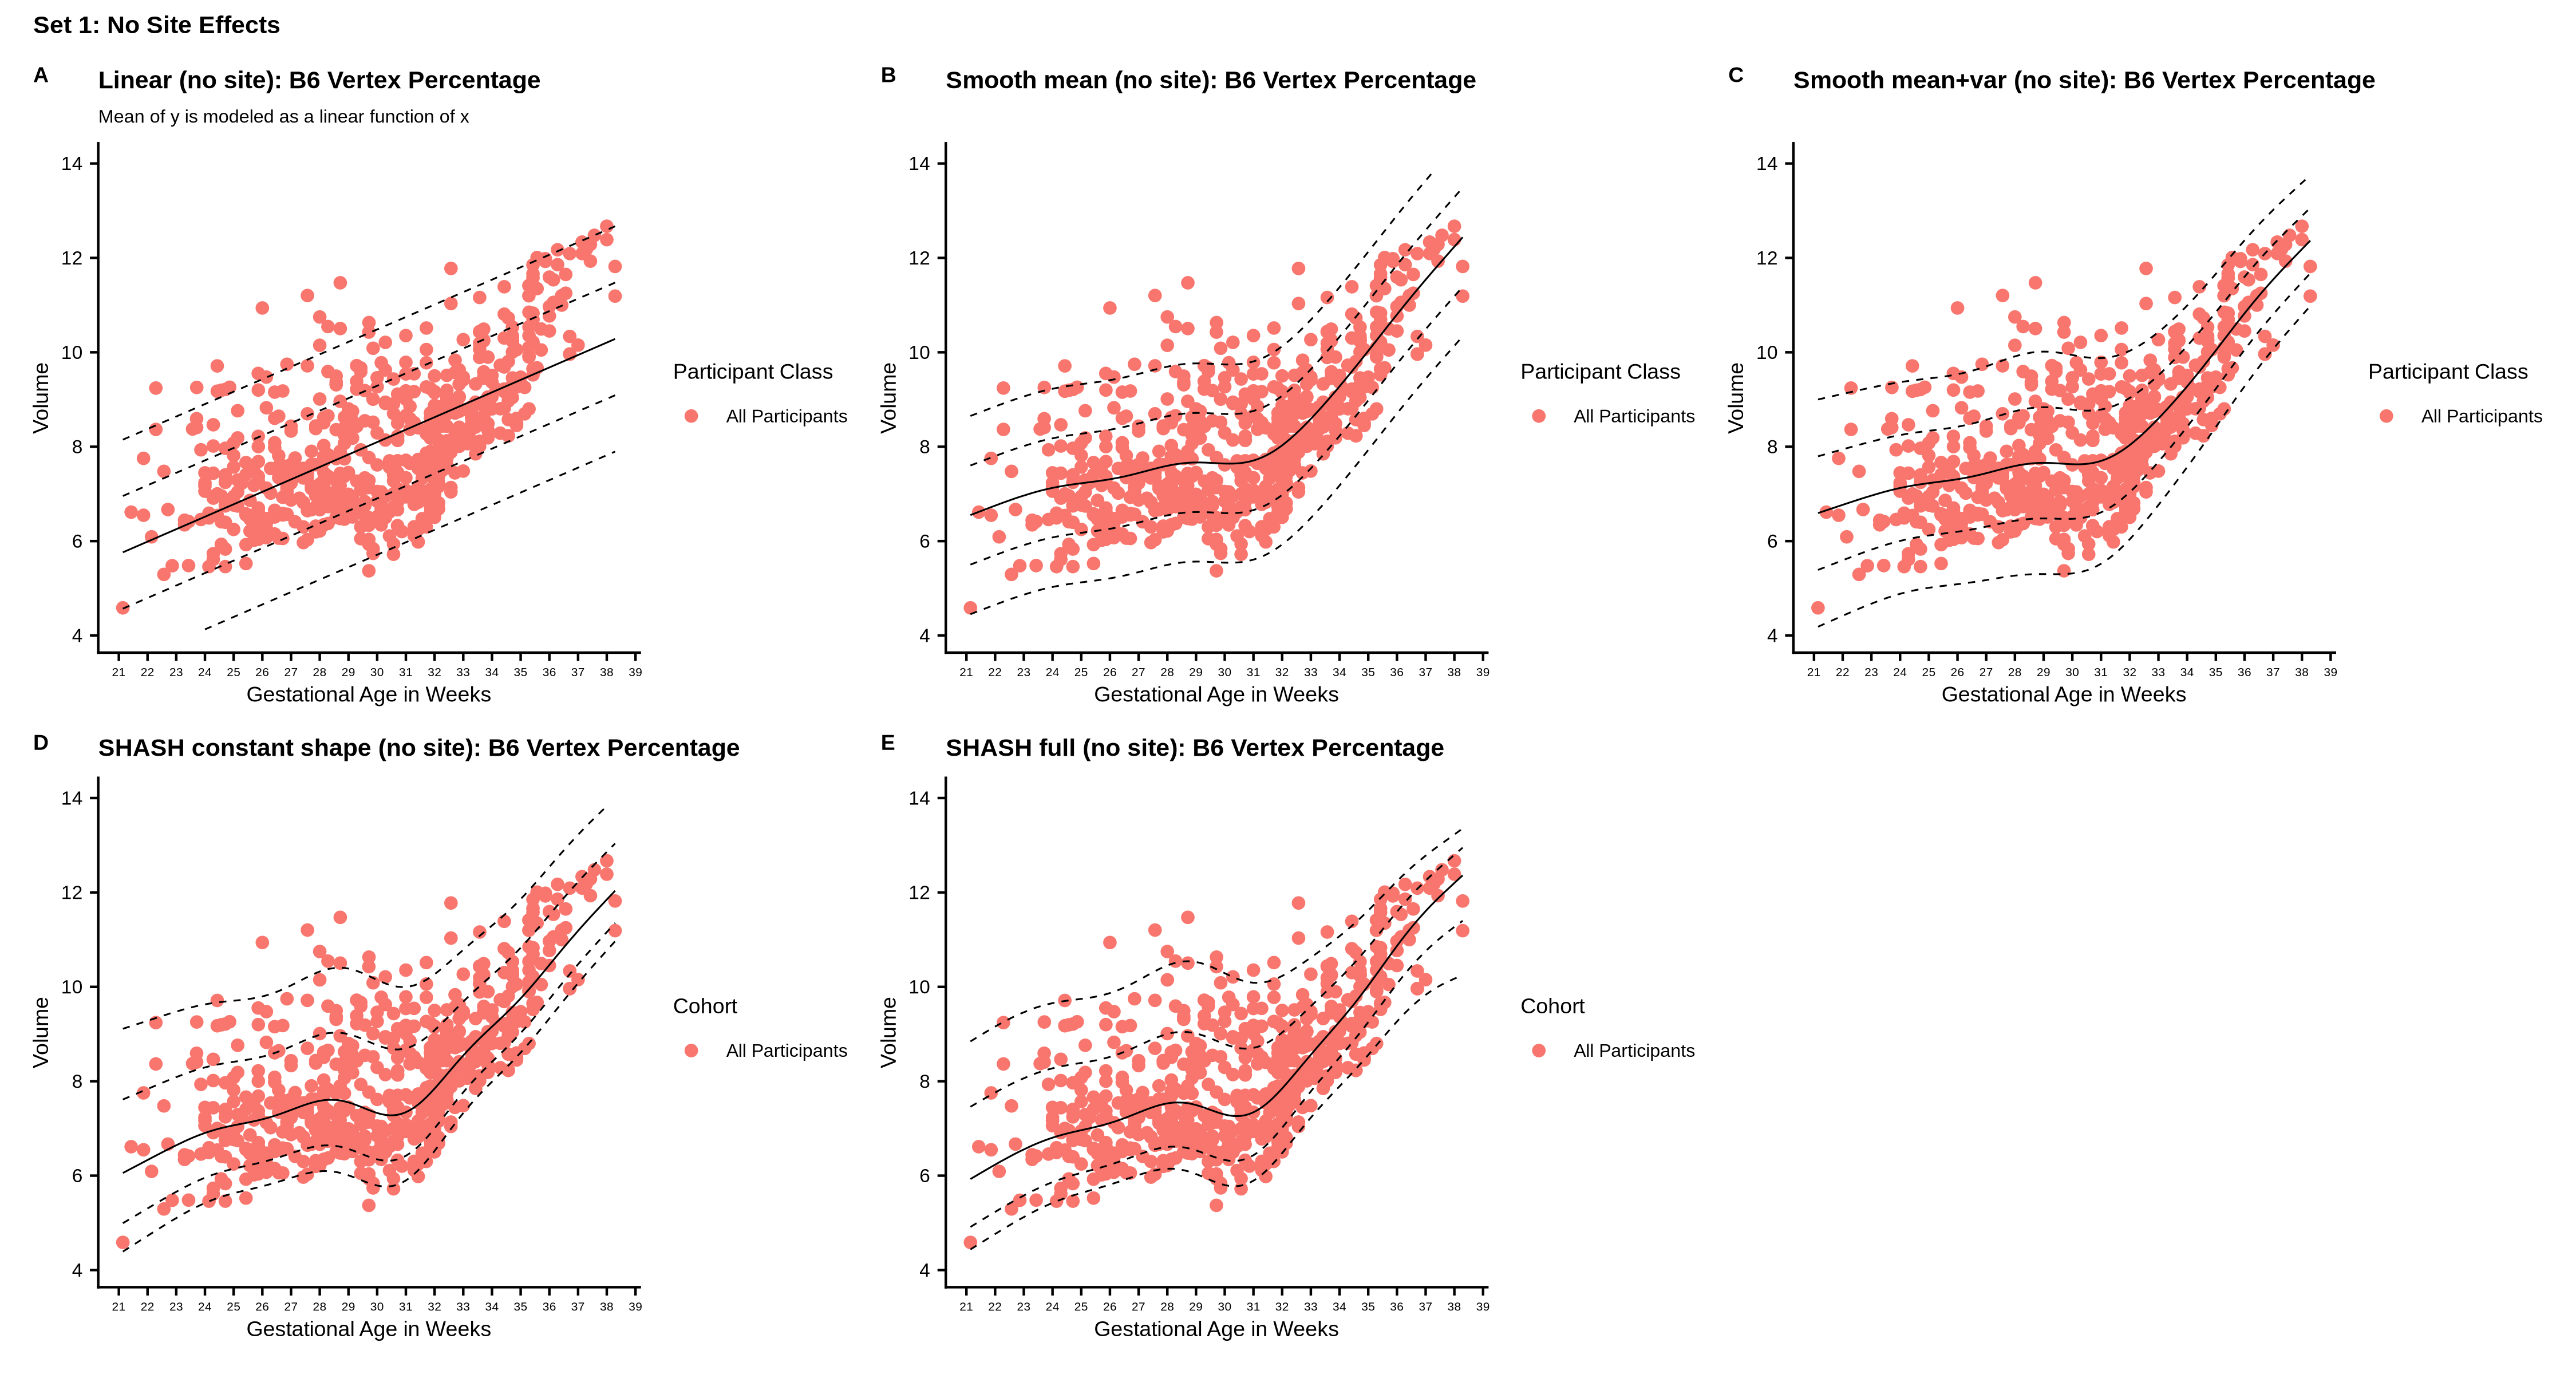 Set 1: No Site Effects
A
Linear (no site): B6 Vertex Percentage
Mean of y is modeled as a linear function of x
Volume
14
12
10
8
6
4
21 22 23 24 25 26 27 28 29 30 31 32 33 34 35 36 37 38 39
Gestational Age in Weeks
Participant Class
All Participants
B
Smooth mean (no site): B6 Vertex Percentage
Volume
14
12
10
8
6
4
21 22 23 24 25 26 27 28 29 30 31 32 33 34 35 36 37 38 39
Gestational Age in Weeks
Participant Class
All Participants
C
Smooth mean+var (no site): B6 Vertex Percentage
Volume
14
12
10
8
6
4
21 22 23 24 25 26 27 28 29 30 31 32 33 34 35 36 37 38 39
Gestational Age in Weeks
Participant Class
All Participants
D
SHASH constant shape (no site): B6 Vertex Percentage
Volume
14
12
10
8
6
4
21 22 23 24 25 26 27 28 29 30 31 32 33 34 35 36 37 38 39
Gestational Age in Weeks
Cohort
All Participants
E
SHASH full (no site): B6 Vertex Percentage
Volume
14
12
10
8
6
4
21 22 23 24 25 26 27 28 29 30 31 32 33 34 35 36 37 38 39
Gestational Age in Weeks
Cohort
All Participants